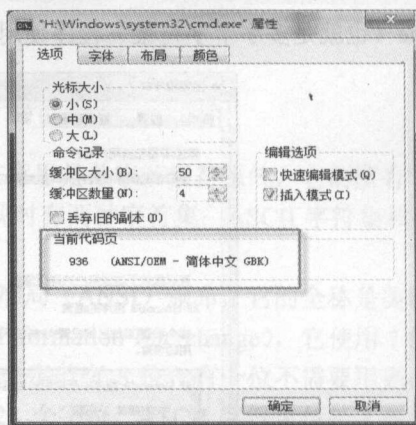 "H:\Windows\system32\cmd.exe" 属性
选项 字体 布局 颜色
光标大小
小(S)
中(M)
大(L)
命令记录
缓冲区大小(B): 50
缓冲区数量(N): 4
丢弃旧的副本(D)
编辑选项
快速编辑模式(Q)
插入模式(I)
当前代码页
936 (ANSI/OEM - 简体中文 GBK)
确定 取消